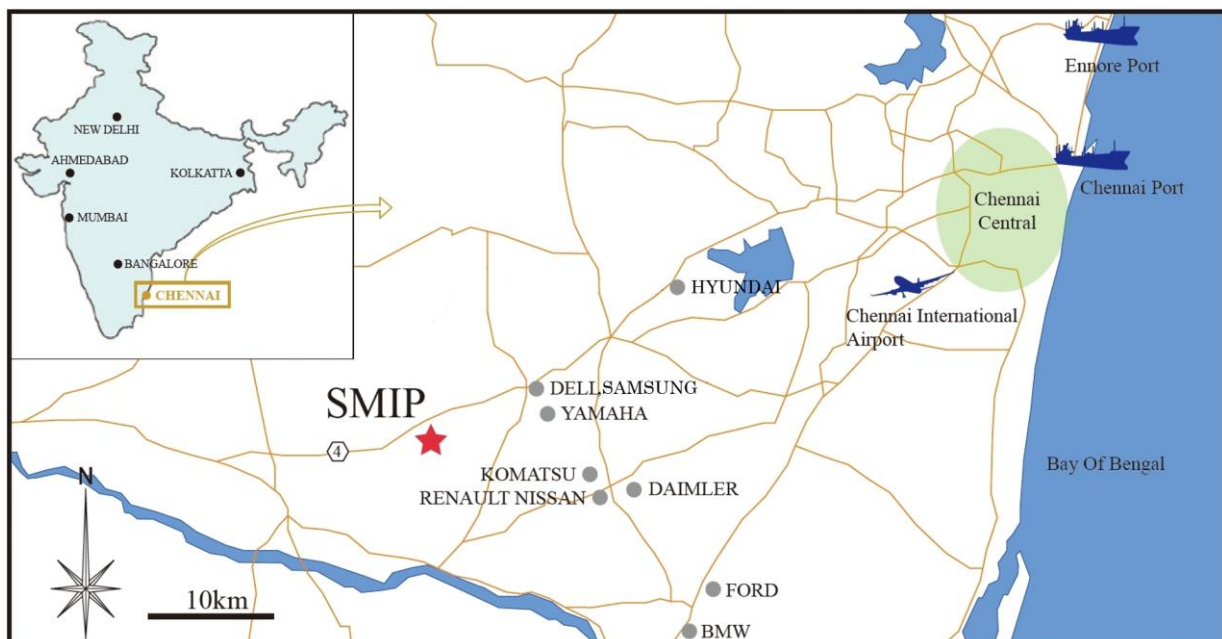 NEW DELHI
AHMEDABAD
KOLKATTA
MUMBAI
BANGALORE
CHENNAI
Ennore Port
Chennai Port
Chennai
Central
HYUNDAI
Chennai International
Airport
DELL.SAMSUNG
SMIP
YAMAHA
4
KOMATSU
RENAULT NISSAN
DAIMLER
Bay Of Bengal
N
10km
FORD
BMW